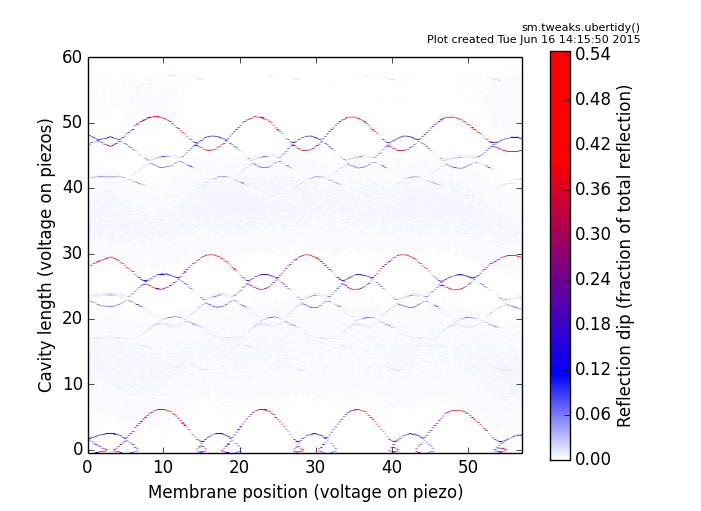 sm.tweaks.ubertidy()
Plot created Tue Jun 16 14:15:50 2015
60
50
40
30
20
10
0
0 10 20 30 40 50
Cavity length (voltage on piezos)
Membrane position (voltage on piezo)
0.54
0.48
0.42
0.36
0.30
0.24
0.18
0.12
0.06
0.00
Reflection dip (fraction of total reflection)